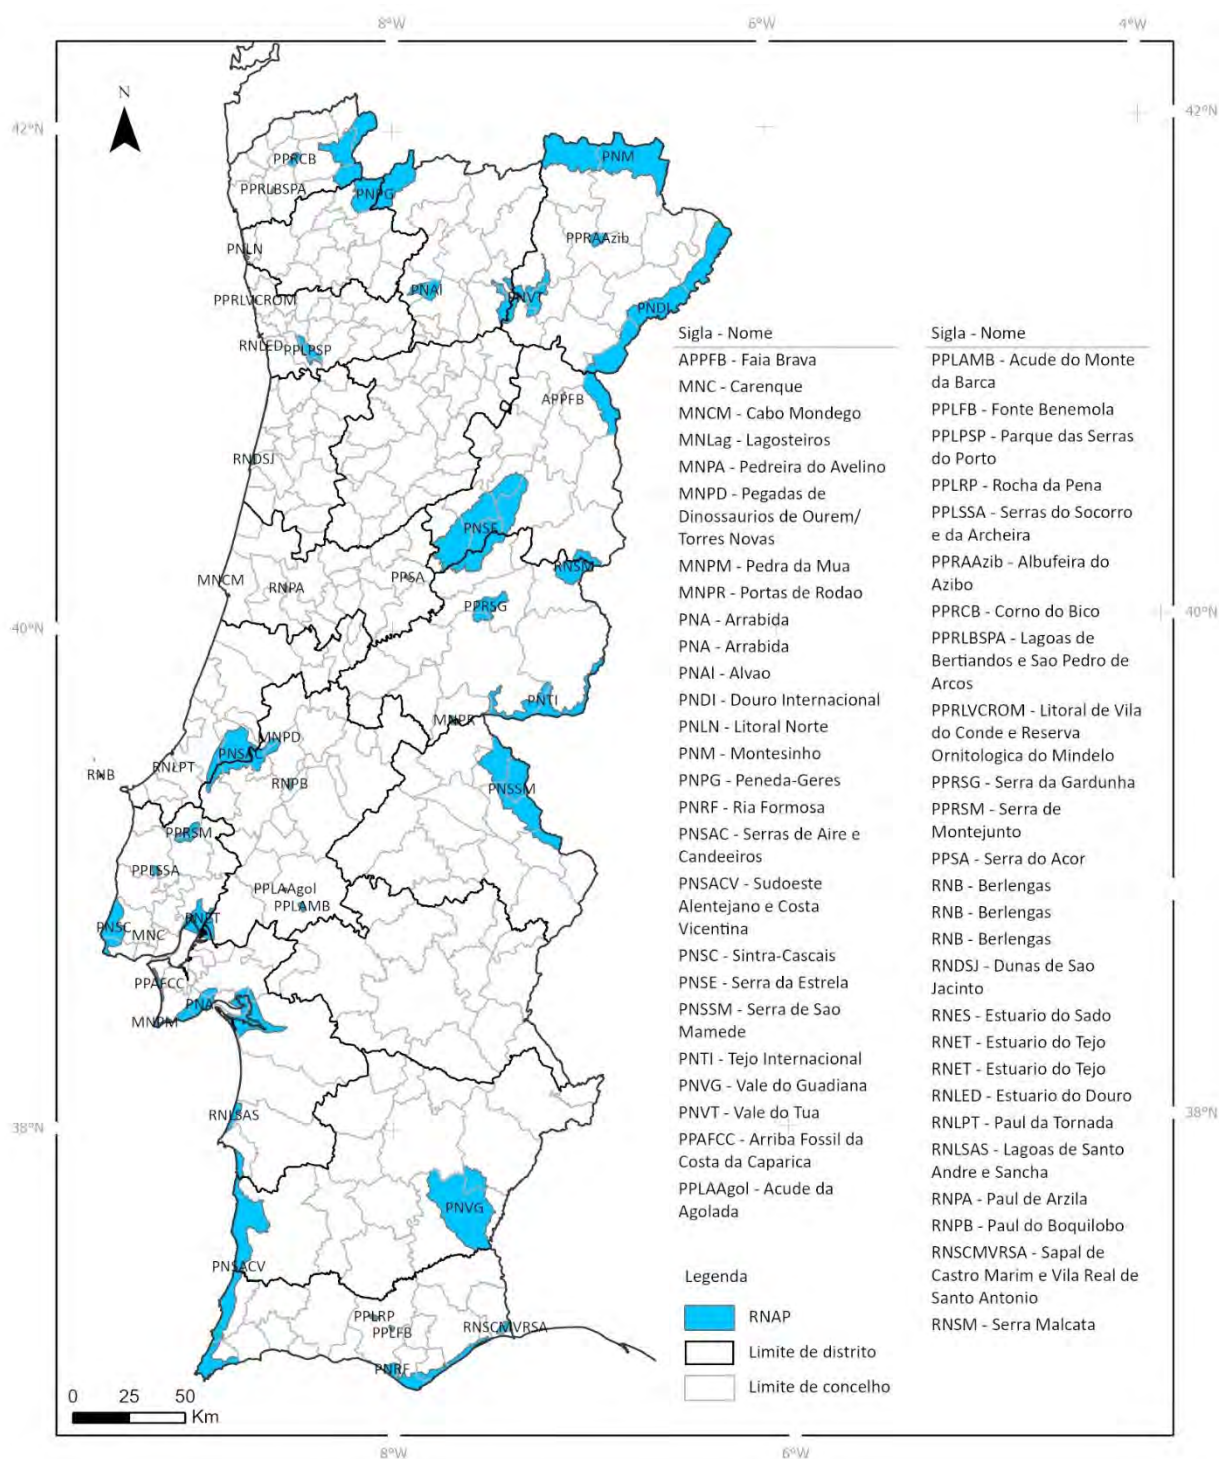 8°W
6°W
4°W
42°N
42°N
N
PPRCB
PPRLBSPA
PNPG
PNM
PPRAAzib
PNLN
PNAI
PNVT
PNDI
PPRLVCROM
RNLED
PPLPSP
APPFB
RNDSJ
PNSE
RNSM
MNCM
RNPA
PPSA
PPRSG
40°N
40°N
PNTI
MNPR
MNPD
PNSAC
RNLPT
RNB
RNPB
PNSSM
PPRSM
PPLSSA
PPLAAgol
PPLAMB
PNSC
MNC
RNET
PPAFCC
PNA
MNPM
RNLSAS
38°N
38°N
PNVG
PNSACV
PPLRP
PPLFB
RNSCMVRSA
PNRF
0 25 50
Km
8°W
6°W
Sigla - Nome
APPFB - Faia Brava
MNC - Carenque
MNCM - Cabo Mondego
MNLag - Lagosteiros
MNPA - Pedreira do Avelino
MNPD - Pegadas de
Dinossaurios de Ourem/
Torres Novas
MNPM - Pedra da Mua
MNPR - Portas de Rodao
PNA - Arrabida
PNA - Arrabida
PNAI - Alvao
PNDI - Douro Internacional
PNLN - Litoral Norte
PNM - Montesinho
PNPG - Peneda-Geres
PNRF - Ria Formosa
PNSAC - Serras de Aire e
Candeeiros
PNSACV - Sudoeste
Alentejano e Costa
Vicentina
PNSC - Sintra-Cascais
PNSE - Serra da Estrela
PNSSM - Serra de Sao
Mamede
PNTI - Tejo Internacional
PNVG - Vale do Guadiana
PNVT - Vale do Tua
PPAFCC - Arriba Fossil da
Costa da Caparica
PPLAAgol - Acude da
Agolada
Sigla - Nome
PPLAMB - Acude do Monte
da Barca
PPLFB - Fonte Benemola
PPLPSP - Parque das Serras
do Porto
PPLRP - Rocha da Pena
PPLSSA - Serras do Socorro
e da Archeira
PPRAAzib - Albufeira do
Azibo
PPRCB - Corno do Bico
PPRLBSPA - Lagoas de
Bertiandos e Sao Pedro de
Arcos
PPRLVCROM - Litoral de Vila
do Conde e Reserva
Ornitologica do Mindelo
PPRSG - Serra da Gardunha
PPRSM - Serra de
Montejunto
PPSA - Serra do Acor
RNB - Berlengas
RNB - Berlengas
RNB - Berlengas
RNDSJ - Dunas de Sao
Jacinto
RNES - Estuario do Sado
RNET - Estuario do Tejo
RNET - Estuario do Tejo
RNLED - Estuario do Douro
RNLPT - Paul da Tornada
RNLSAS - Lagoas de Santo
Andre e Sancha
RNPA - Paul de Arzila
RNPB - Paul do Boquilobo
RNSCMVRSA - Sapal de
Castro Marim e Vila Real de
Santo Antonio
RNSM - Serra Malcata
Legenda
RNAP
Limite de distrito
Limite de concelho